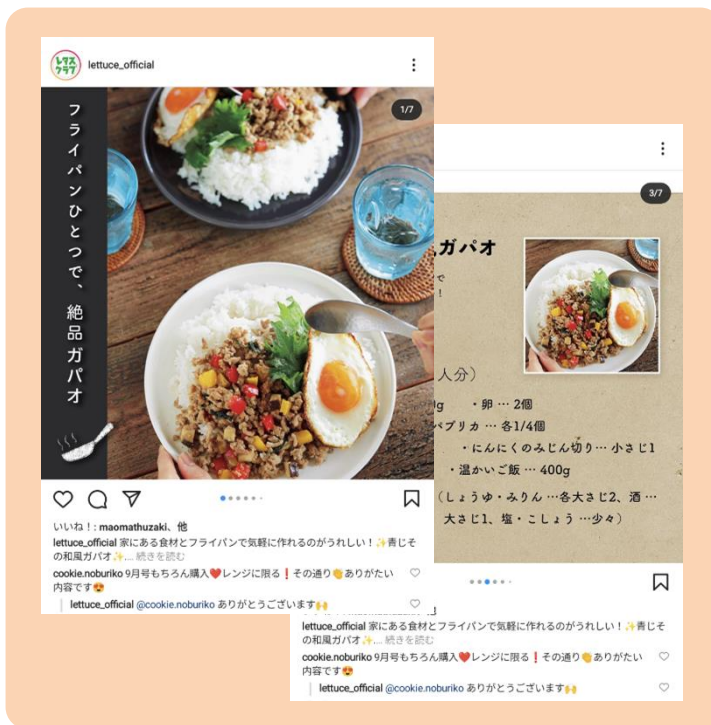 レタス
クラブ
lettuce_official
1/7
フライパンひとつで、絶品ガパオ
いいね！: maomathuzaki、他
lettuce_official 家にある食材とフライパンで気軽に作れるのがうれしい！✨青じそ
の和風ガパオ✨... 続きを読む
cookie.noburiko 9月号もちろん購入❤️レンジに限る❗その通り👏ありがたい
内容です😍
lettuce_official @cookie.noburiko ありがとうございます🙌
3/7
ガパオ
で
！
人分）
g ・卵 … 2個
パプリカ … 各1/4個
・にんにくのみじん切り… 小さじ1
・温かいご飯 … 400g
（しょうゆ・みりん …各大さじ2、酒 …
大さじ1、塩・こしょう …少々）
lettuce_official 家にある食材とフライパンで気軽に作れるのがうれしい！✨青じそ
の和風ガパオ✨... 続きを読む
cookie.noburiko 9月号もちろん購入❤️レンジに限る❗その通り👏ありがたい
内容です😍
lettuce_official @cookie.noburiko ありがとうございます🙌